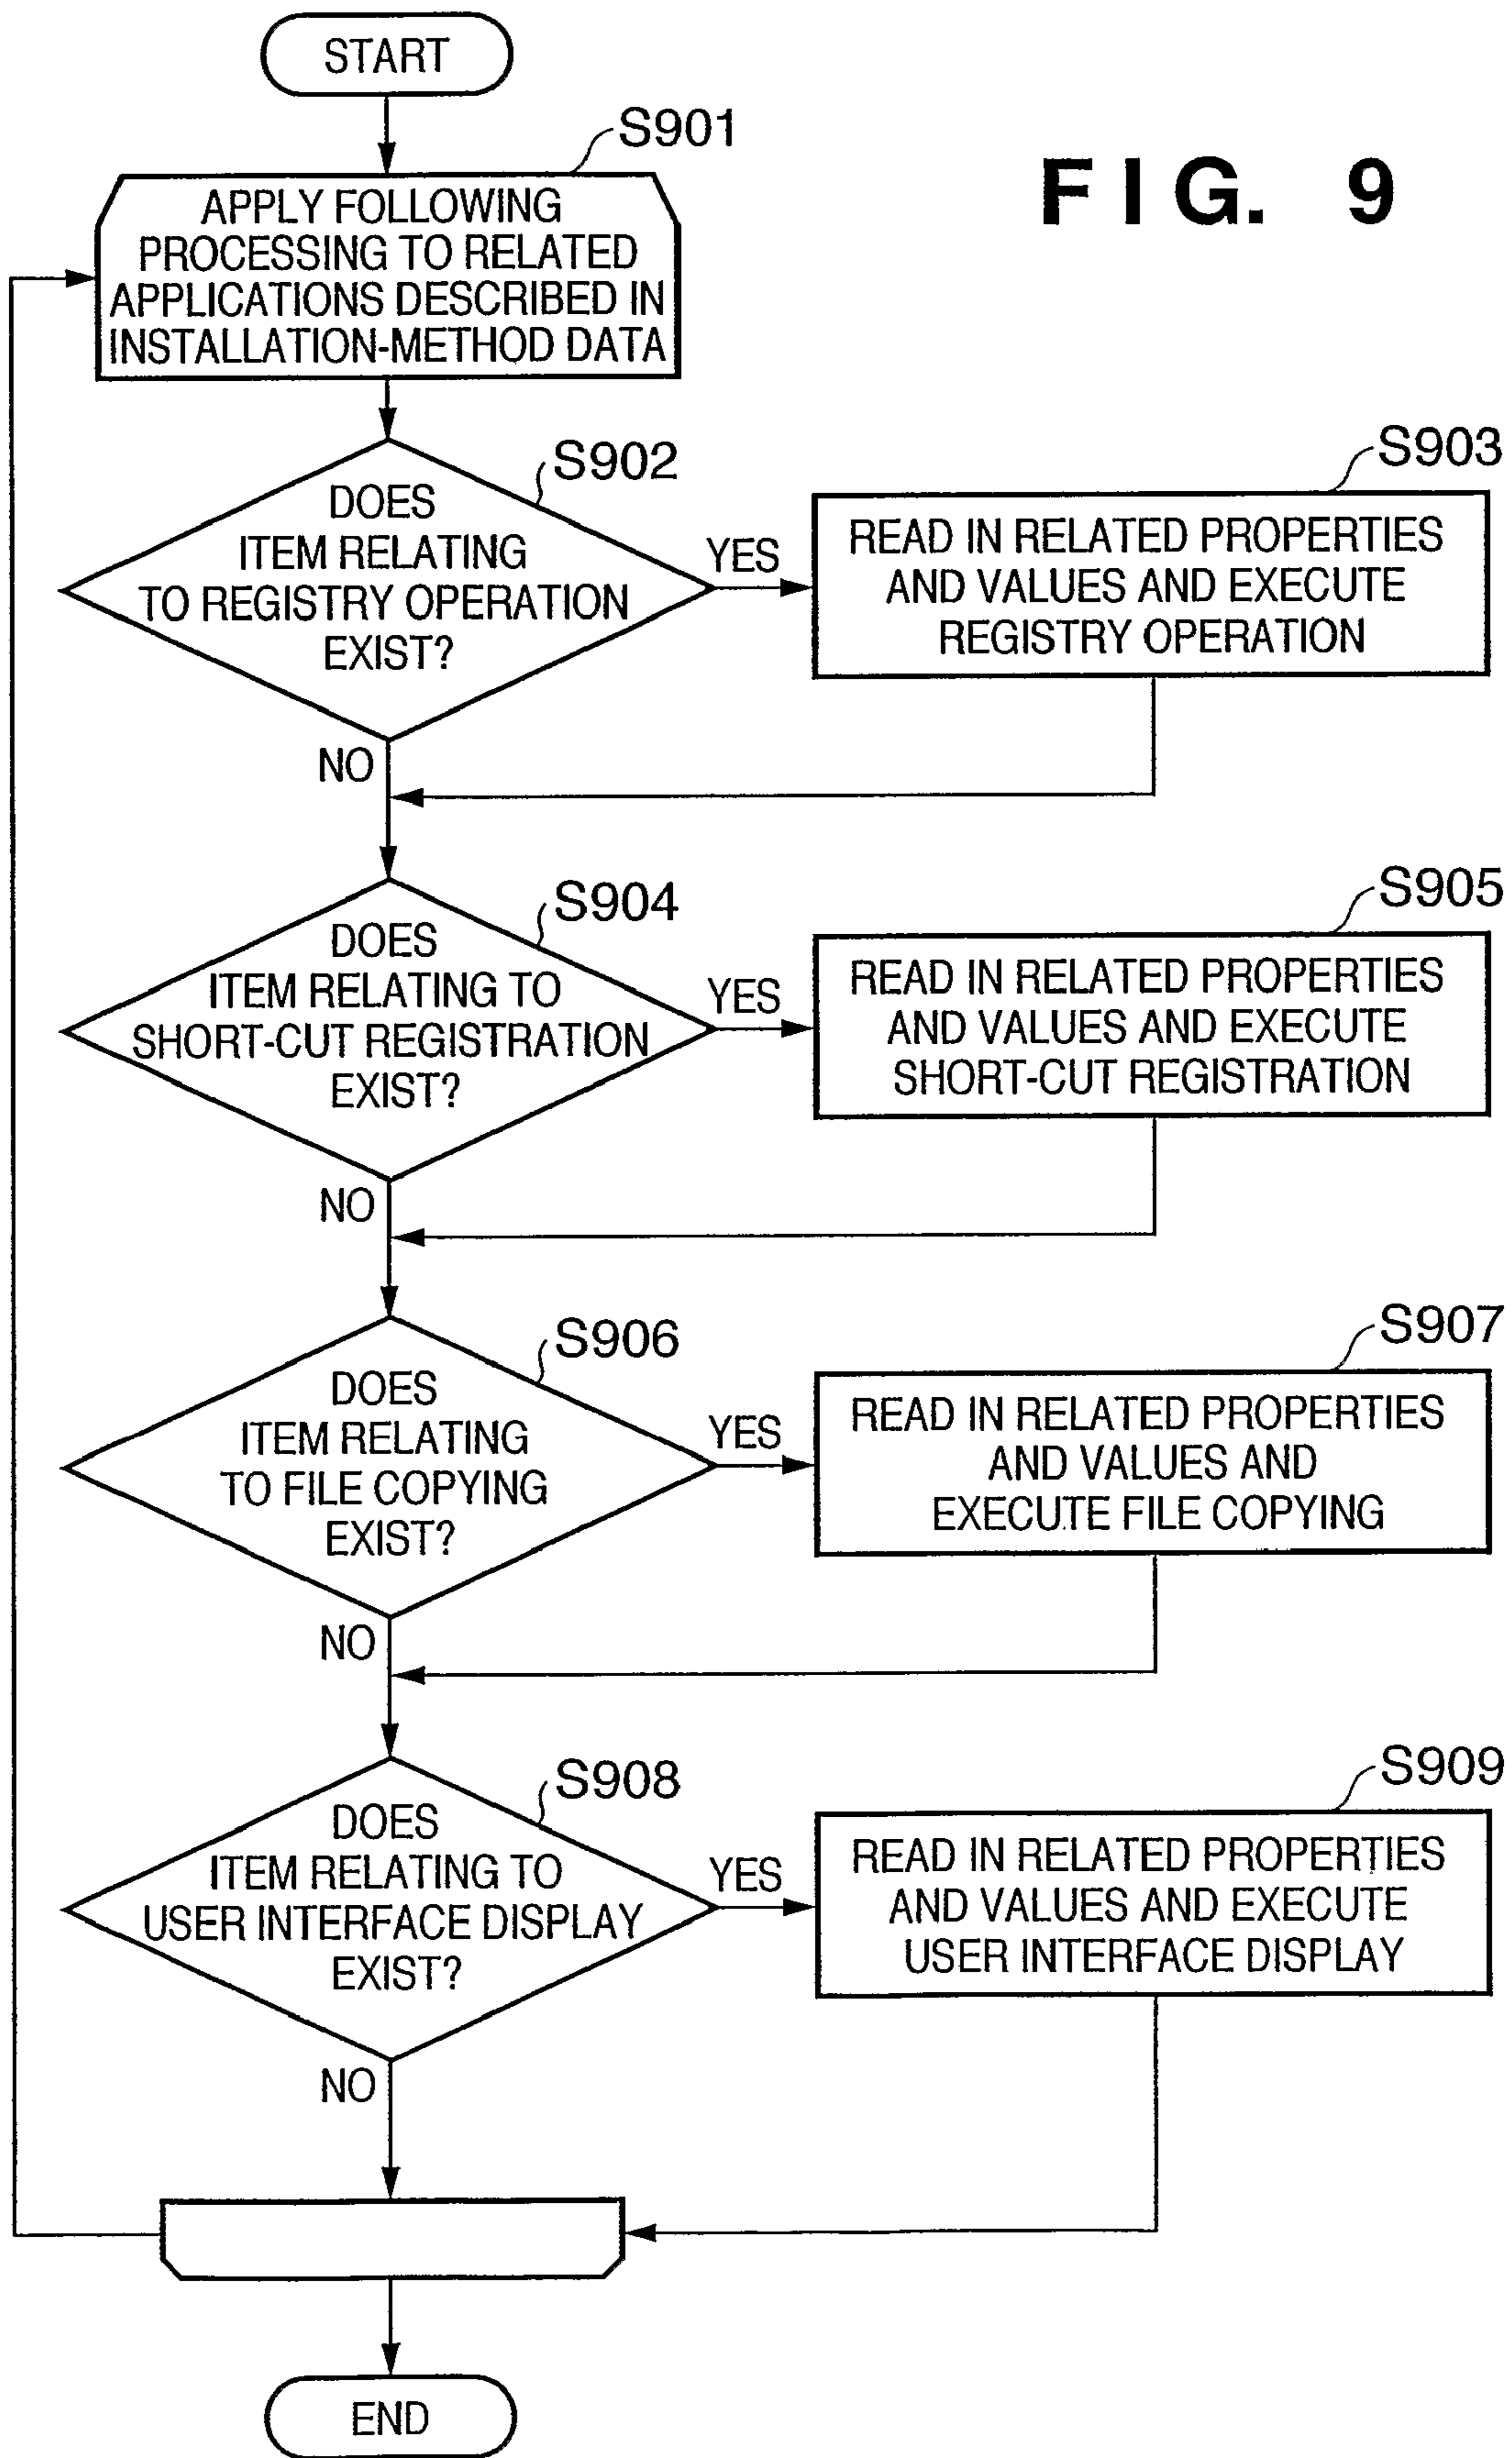 START
S901
FIG. 9
APPLY FOLLOWING
PROCESSING TO RELATED
APPLICATIONS DESCRIBED IN
INSTALLATION-METHOD DATA
S902
DOES
ITEM RELATING
TO REGISTRY OPERATION
EXIST?
YES
S903
READ IN RELATED PROPERTIES
AND VALUES AND EXECUTE
REGISTRY OPERATION
NO
S904
DOES
ITEM RELATING TO
SHORT-CUT REGISTRATION
EXIST?
YES
S905
READ IN RELATED PROPERTIES
AND VALUES AND EXECUTE
SHORT-CUT REGISTRATION
NO
S906
DOES
ITEM RELATING
TO FILE COPYING
EXIST?
YES
S907
READ IN RELATED PROPERTIES
AND VALUES AND
EXECUTE FILE COPYING
NO
S908
DOES
ITEM RELATING TO
USER INTERFACE DISPLAY
EXIST?
YES
S909
READ IN RELATED PROPERTIES
AND VALUES AND EXECUTE
USER INTERFACE DISPLAY
NO
END